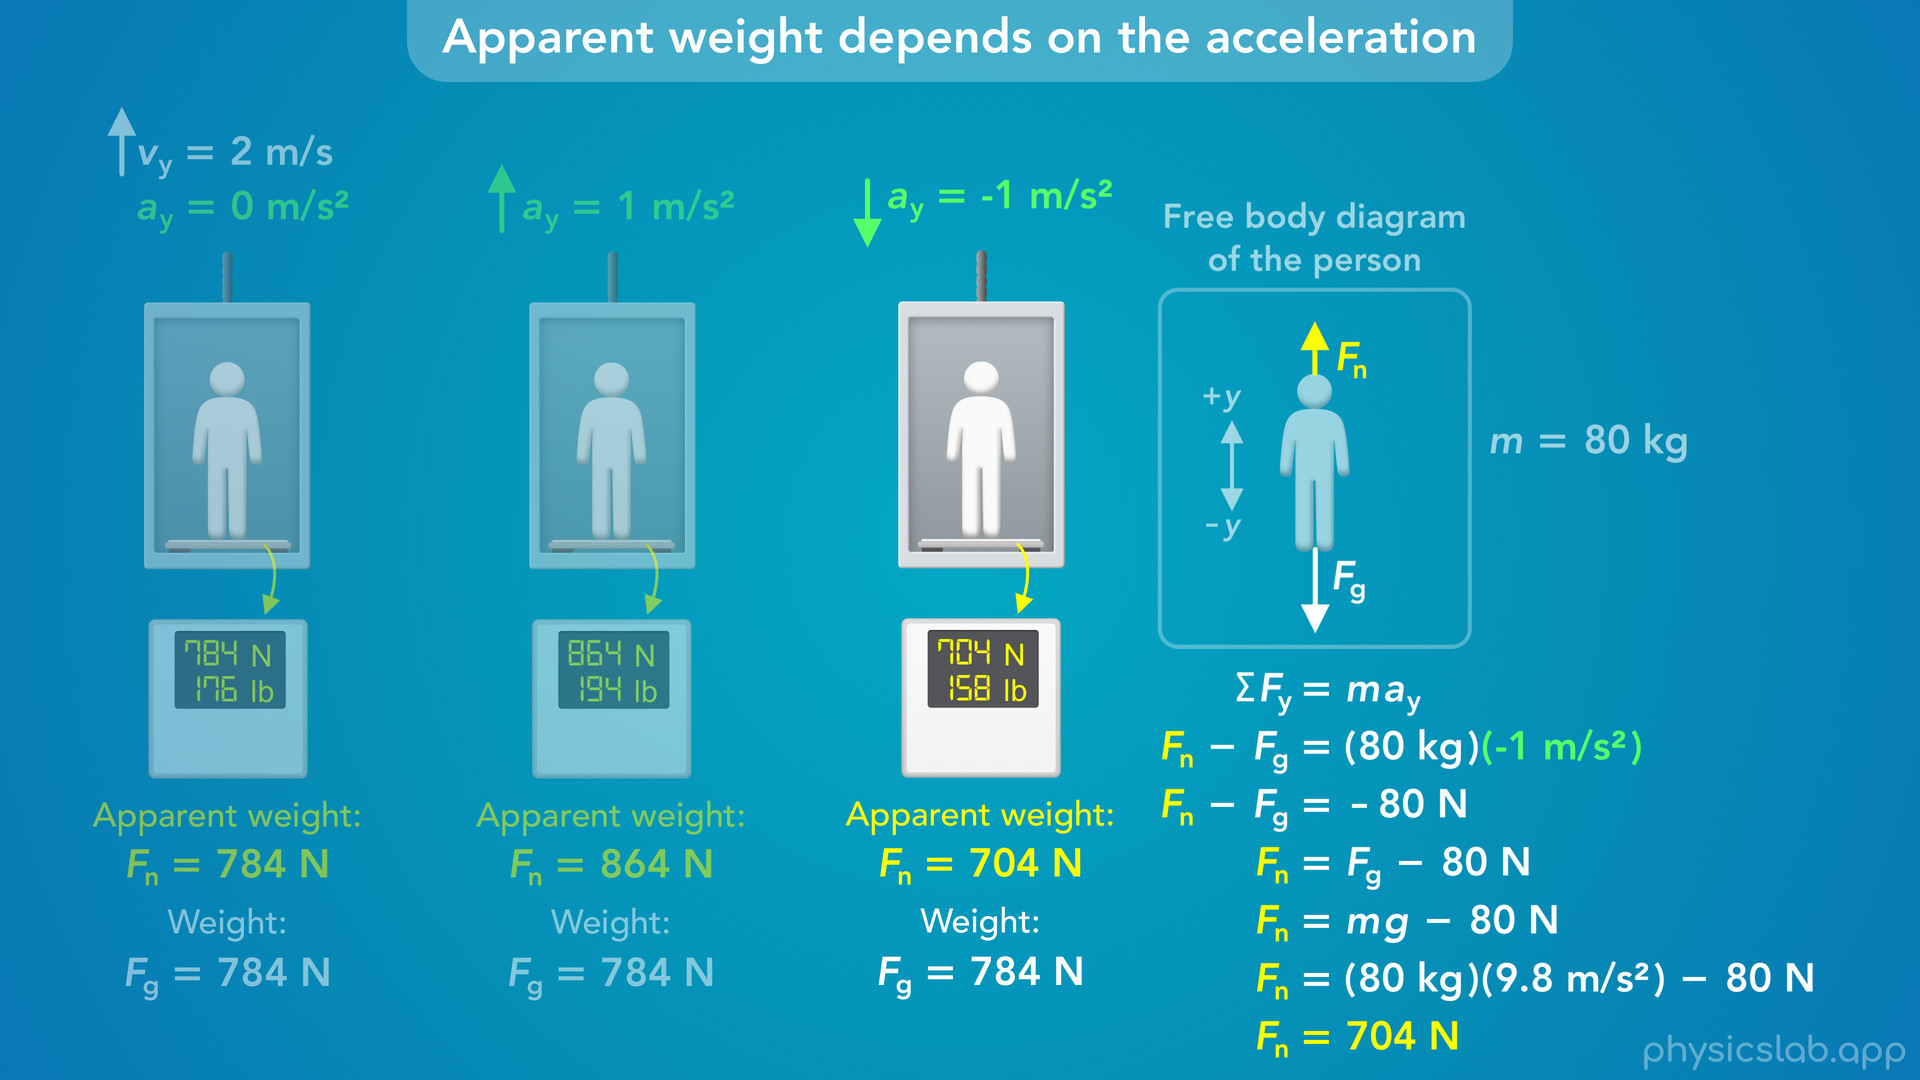 Apparent weight depends on the acceleration
vy = 2 m/s
ay = 0 m/s²
ay = 1 m/s²
ay = -1 m/s²
784 N
176 lb
864 N
194 lb
704 N
158 lb
Apparent weight:
Fn = 784 N
Weight:
Fg = 784 N
Apparent weight:
Fn = 864 N
Weight:
Fg = 784 N
Apparent weight:
Fn = 704 N
Weight:
Fg = 784 N
Free body diagram
of the person
Fn
+y
-y
Fg
m = 80 kg
ΣFy = may
Fn − Fg = (80 kg)(-1 m/s²)
Fn − Fg = -80 N
Fn = Fg − 80 N
Fn = mg − 80 N
Fn = (80 kg)(9.8 m/s²) − 80 N
Fn = 704 N
physicslab.app